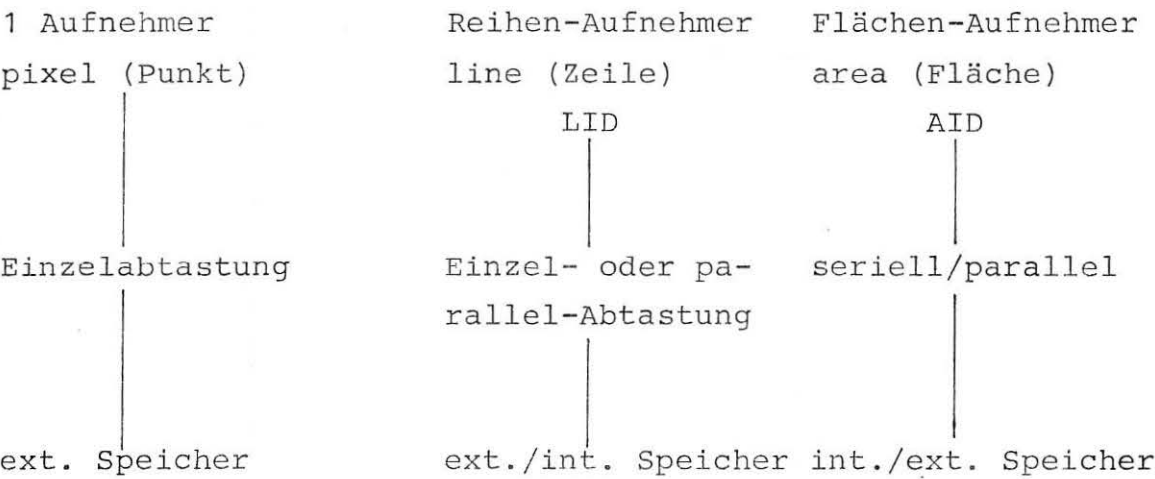 1 Aufnehmer Reihen-Aufnehmer Flächen-Aufnehmer
pixel (Punkt) line (Zeile) area (Fläche)
LID AID
Einzelabtastung Einzel- oder pa- seriell/parallel
rallel-Abtastung
ext. Speicher ext./int. Speicher int./ext. Speicher